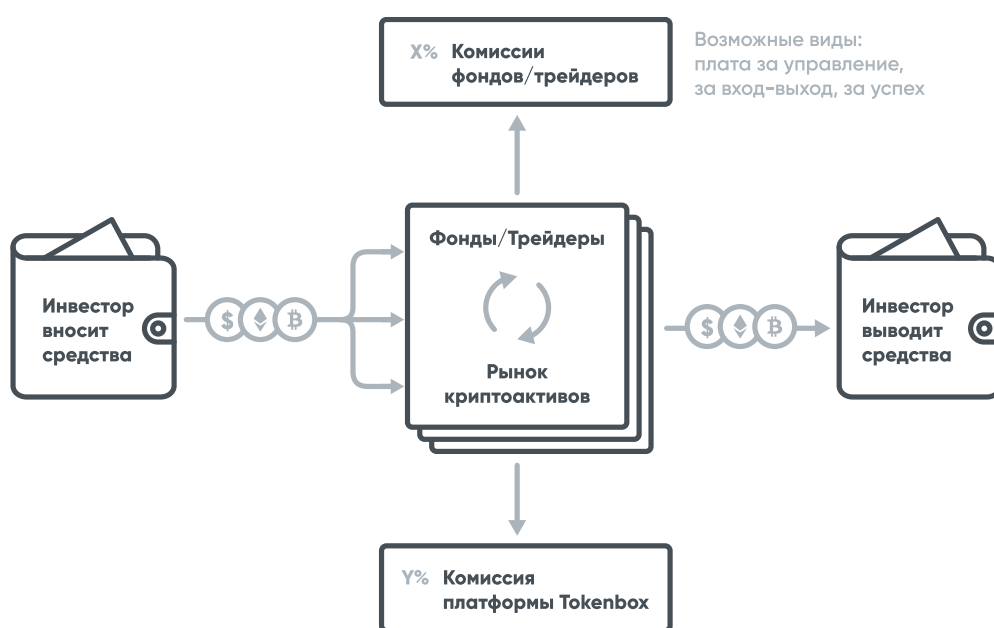 X% Комиссии
фондов/трейдеров
Возможные виды:
плата за управление,
за вход-выход, за успех
Фонды/Трейдеры
Инвестор
вносит
средства
$
Рынок
криптоактивов
$
Инвестор
выводит
средства
Y% Комиссия
платформы Tokenbox